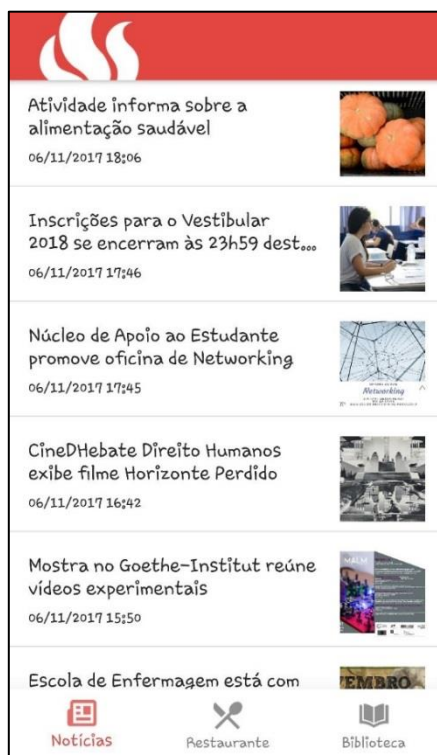 Atividade informa sobre a
alimentação saudável
06/11/2017 18:06
Inscrições para o Vestibular
2018 se encerram às 23h59 dest...
06/11/2017 17:46
Núcleo de Apoio ao Estudante
promove oficina de Networking
06/11/2017 17:45
Networking
CineDHebate Direito Humanos
exibe filme Horizonte Perdido
06/11/2017 16:42
Mostra no Goethe-Institut reúne
vídeos experimentais
06/11/2017 15:50
Escola de Enfermagem está com
Notícias
Restaurante
Biblioteca